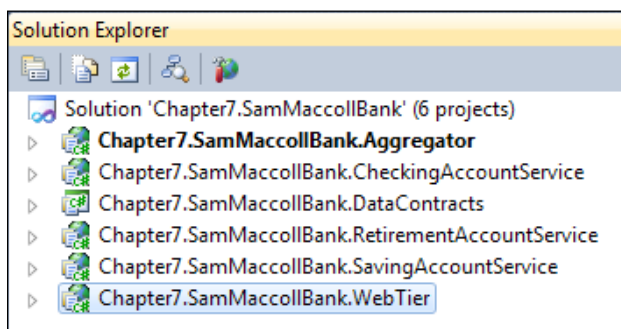 Solution Explorer
Solution 'Chapter7.SamMaccollBank' (6 projects)
Chapter7.SamMaccollBank.Aggregator
Chapter7.SamMaccollBank.CheckingAccountService
Chapter7.SamMaccollBank.DataContracts
Chapter7.SamMaccollBank.RetirementAccountService
Chapter7.SamMaccollBank.SavingAccountService
Chapter7.SamMaccollBank.WebTier